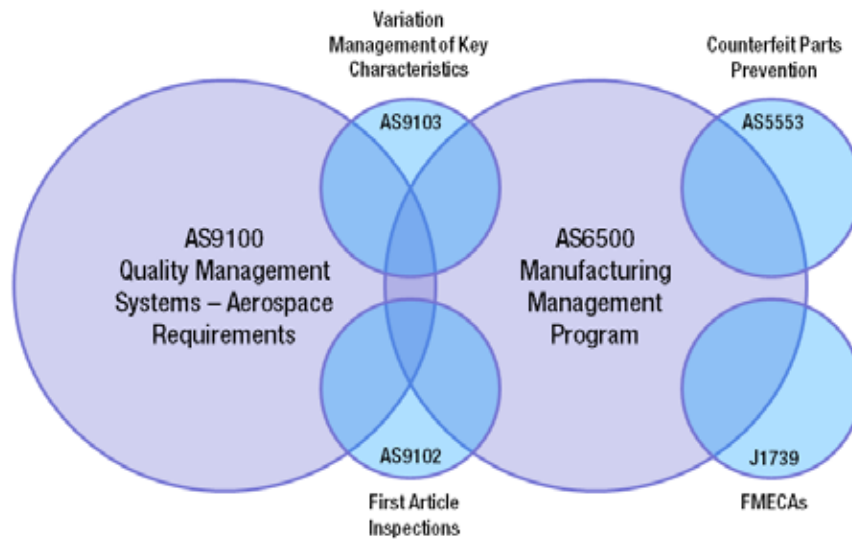 Variation
Management of Key
Characteristics
Counterfeit Parts
Prevention
AS9103
AS5553
AS9100
Quality Management
Systems – Aerospace
Requirements
AS6500
Manufacturing
Management
Program
AS9102
J1739
First Article
Inspections
FMECAs